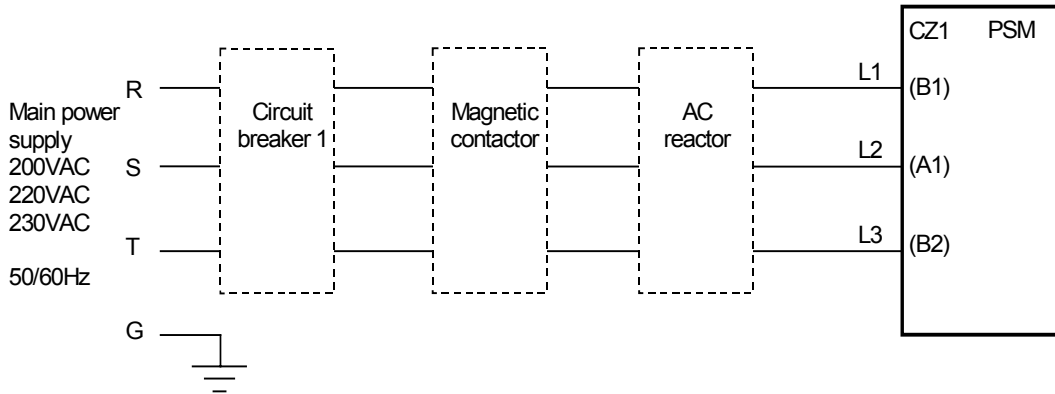 Main power
supply
200VAC
220VAC
230VAC
50/60Hz
R
S
T
G
Circuit
breaker 1
Magnetic
contactor
AC
reactor
L1
L2
L3
CZ1 PSM
(B1)
(A1)
(B2)